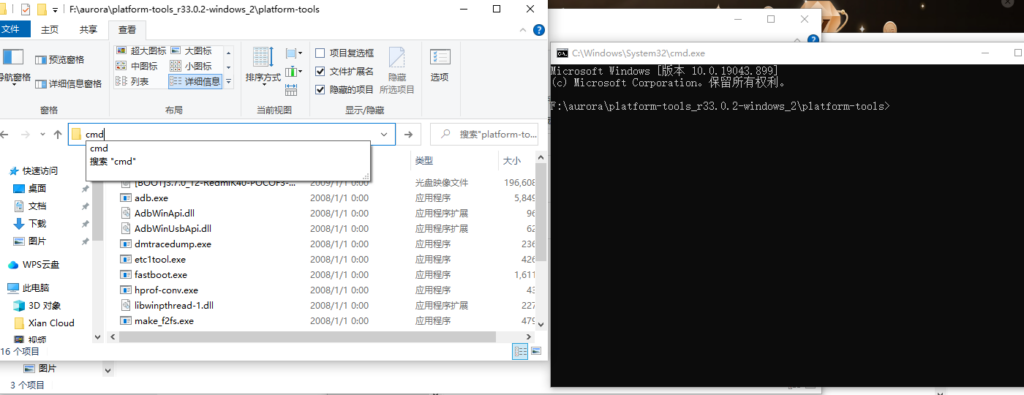 F:\aurora\platform-tools_r33.0.2-windows_2\platform-tools
文件
主页
共享
查看
导航窗格
预览窗格
详细信息窗格
窗格
超大图标
大图标
中图标
小图标
列表
详细信息
布局
排序方式
当前视图
项目复选框
文件扩展名
隐藏的项目
隐藏
所选项目
显示/隐藏
选项
cmd
搜索"platform-to...
cmd
搜索 "cmd"
类型
大小
快速访问
桌面
文档
下载
图片
WPS云盘
此电脑
3D 对象
Xian Cloud
视频
2009/1/1 0:00 光盘映像文件 196,608
adb.exe 2008/1/1 0:00 应用程序 5,849
AdbWinApi.dll 2008/1/1 0:00 应用程序扩展 96
AdbWinUsbApi.dll 2008/1/1 0:00 应用程序扩展 62
dmtracedump.exe 2008/1/1 0:00 应用程序 236
etc1tool.exe 2008/1/1 0:00 应用程序 426
fastboot.exe 2008/1/1 0:00 应用程序 1,611
hprof-conv.exe 2008/1/1 0:00 应用程序 43
libwinpthread-1.dll 2008/1/1 0:00 应用程序扩展 227
make_f2fs.exe 2008/1/1 0:00 应用程序 479
16 个项目
图片
3 个项目
C:\Windows\System32\cmd.exe
Microsoft Windows [版本 10.0.19043.899]
(c) Microsoft Corporation。保留所有权利。
F:\aurora\platform-tools_r33.0.2-windows_2\platform-tools>